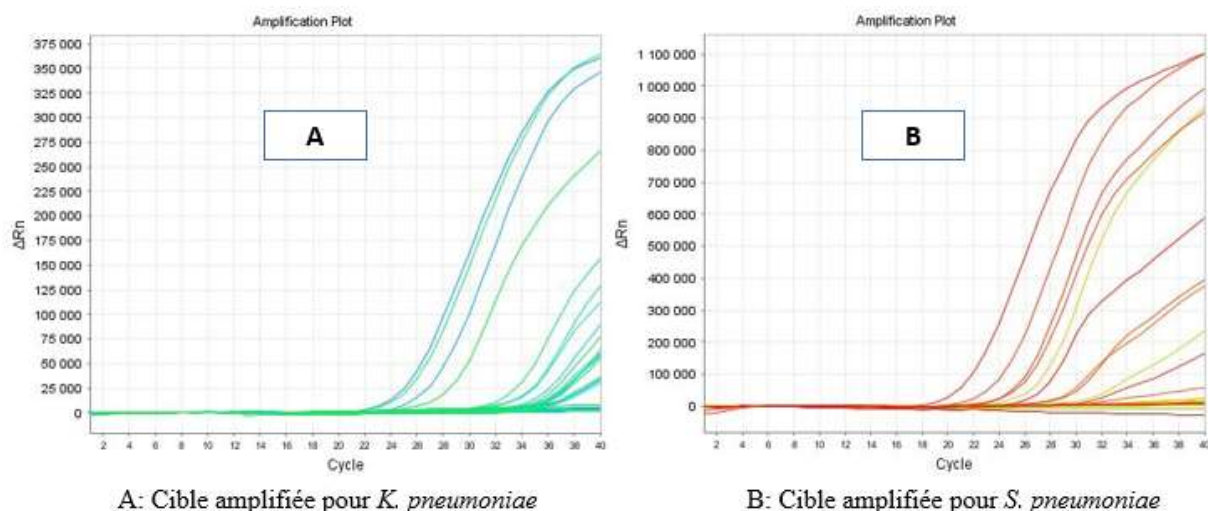 Amplification Plot
375 000
350 000
325 000
300 000
275 000
250 000
225 000
200 000
175 000
150 000
125 000
100 000
75 000
50 000
25 000
0
ΔRn
A
2 4 6 8 10 12 14 16 18 20 22 24 26 28 30 32 34 36 38 40
Cycle
A: Cible amplifiée pour K. pneumoniae
Amplification Plot
1 100 000
1 000 000
900 000
800 000
700 000
600 000
500 000
400 000
300 000
200 000
100 000
0
ΔRn
B
2 4 6 8 10 12 14 16 18 20 22 24 26 28 30 32 34 36 38 40
Cycle
B: Cible amplifiée pour S. pneumoniae